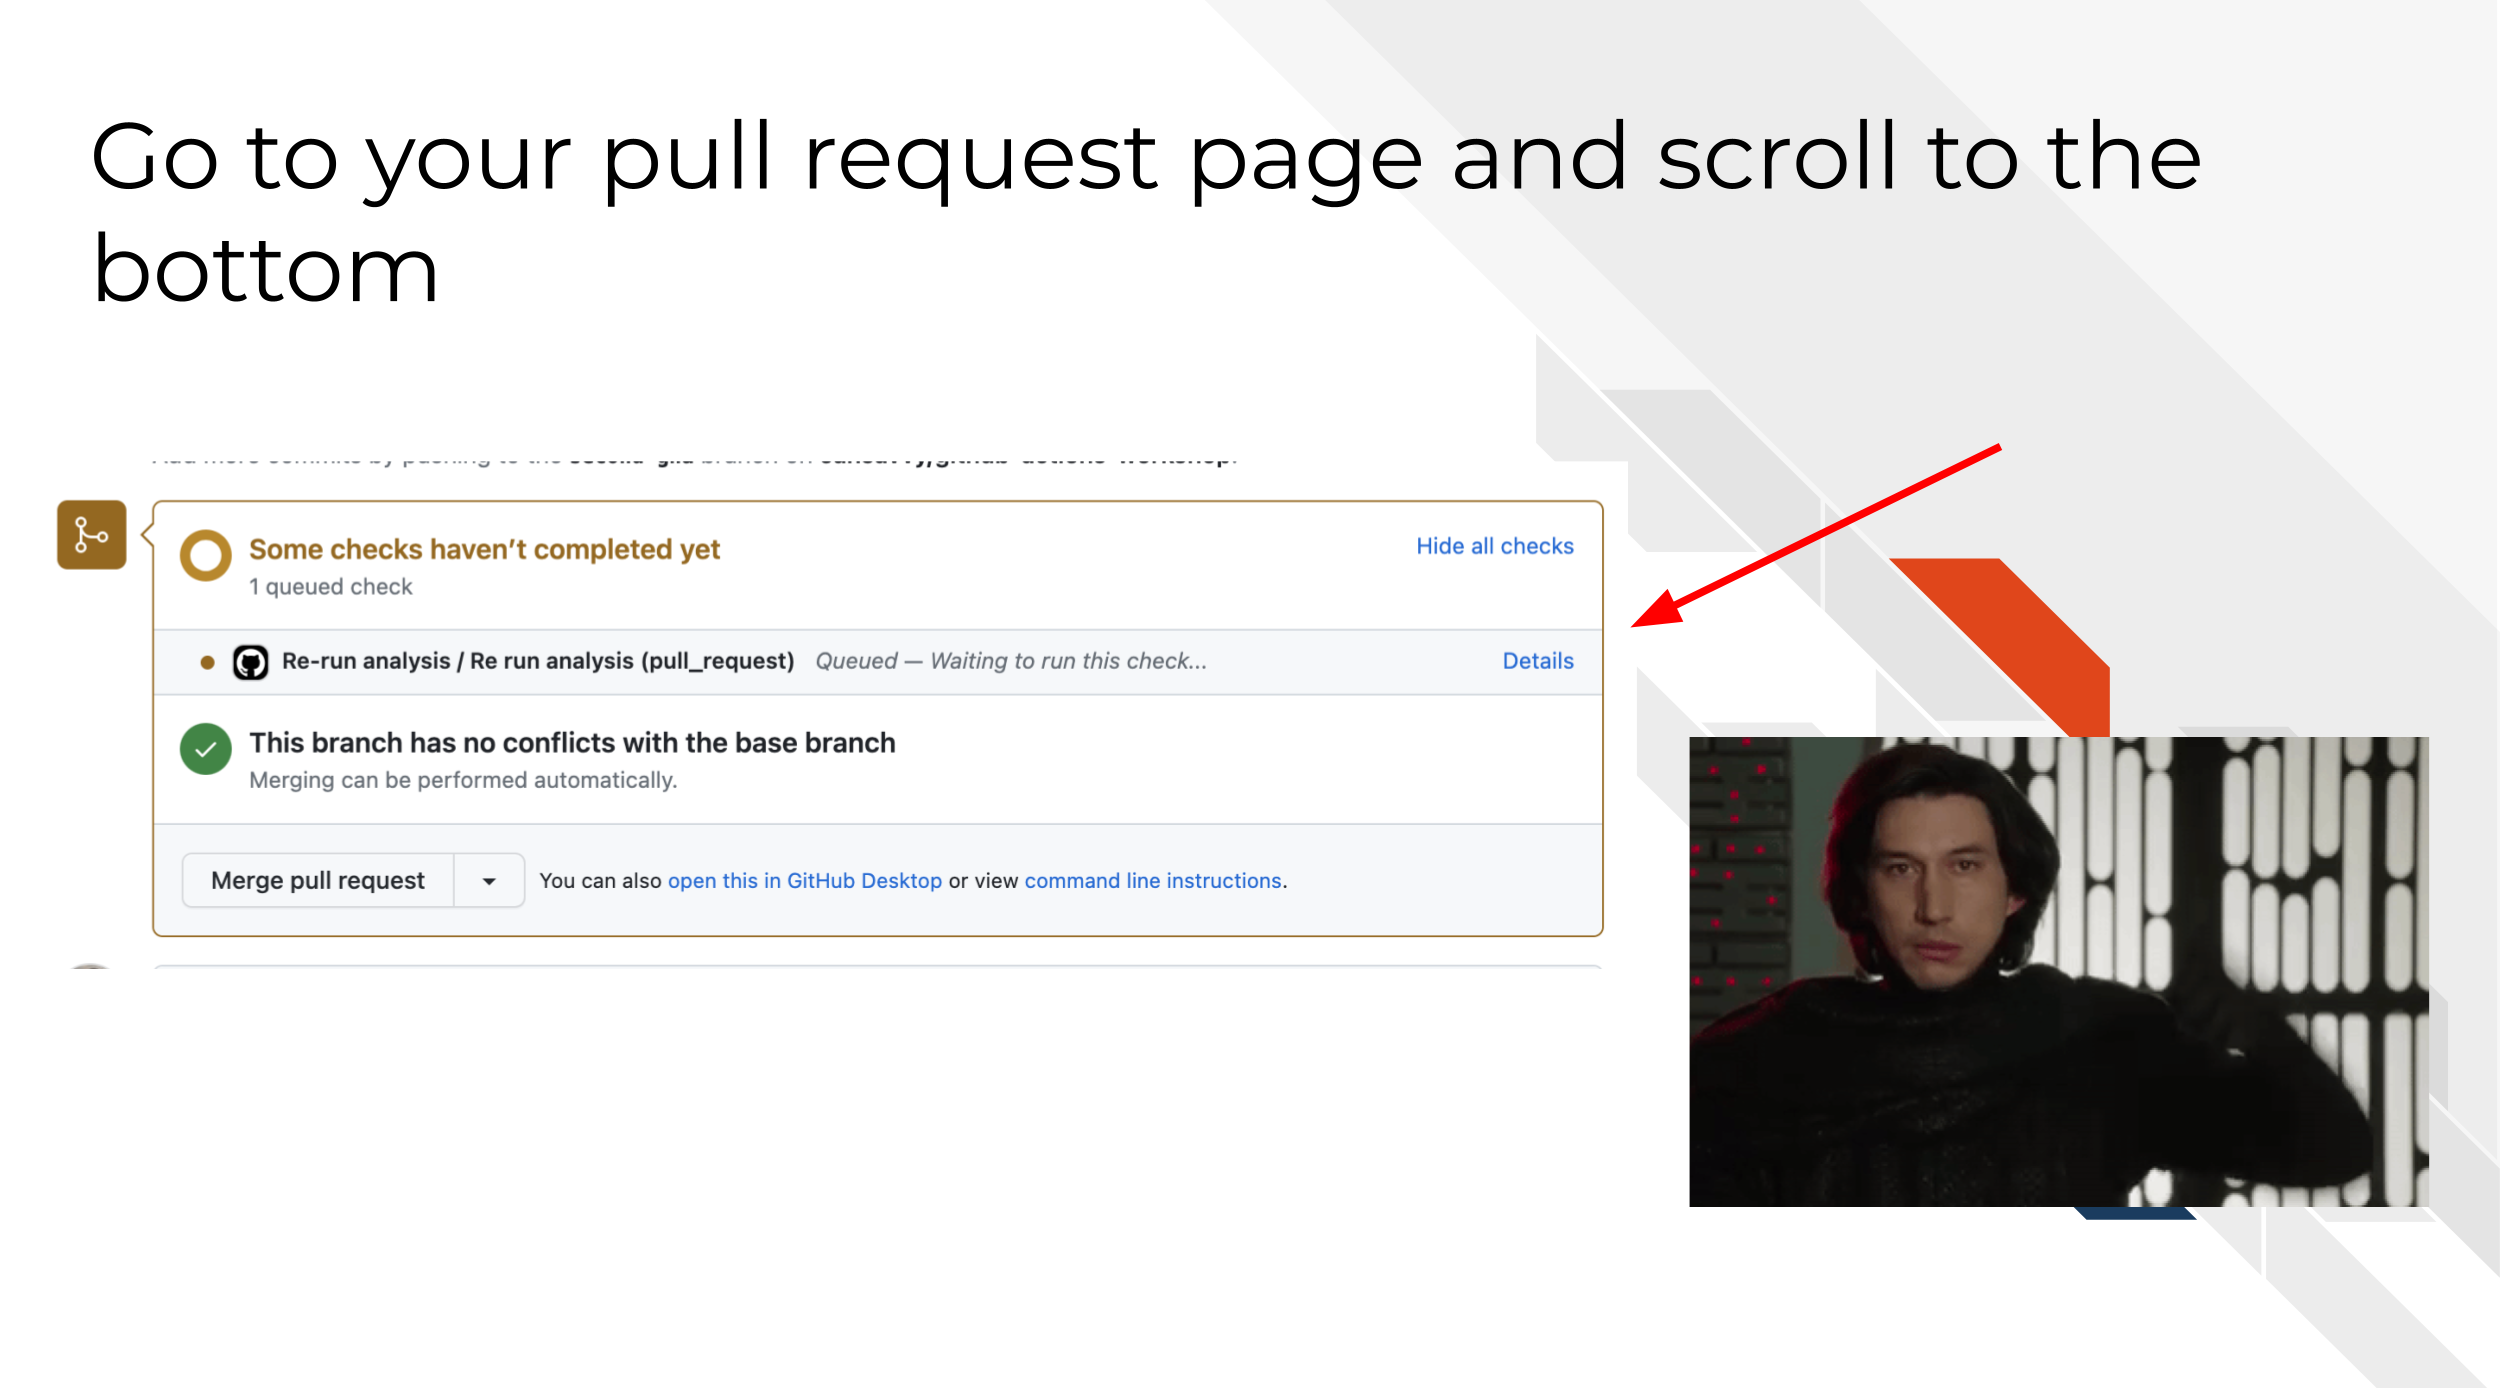 Go to your pull request page and scroll to the
bottom
Some checks haven't completed yet
Hide all checks
1 queued check
Re-run analysis / Re run analysis (pull_request) Queued — Waiting to run this check...
Details
This branch has no conflicts with the base branch
Merging can be performed automatically.
Merge pull request
You can also open this in GitHub Desktop or view command line instructions.